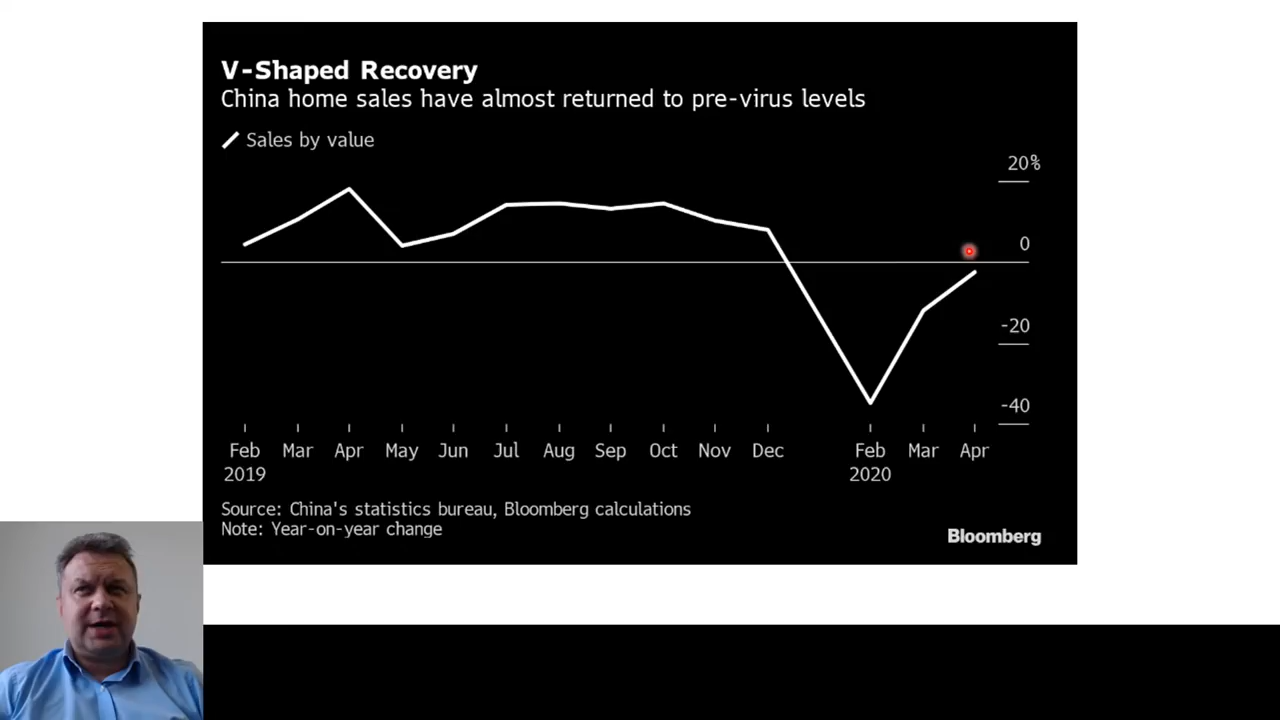 V-Shaped Recovery
China home sales have almost returned to pre-virus levels
Sales by value
20%
0
-20
-40
Feb Mar Apr May Jun Jul Aug Sep Oct Nov Dec Feb Mar Apr
2019 2020
Source: China's statistics bureau, Bloomberg calculations
Note: Year-on-year change
Bloomberg